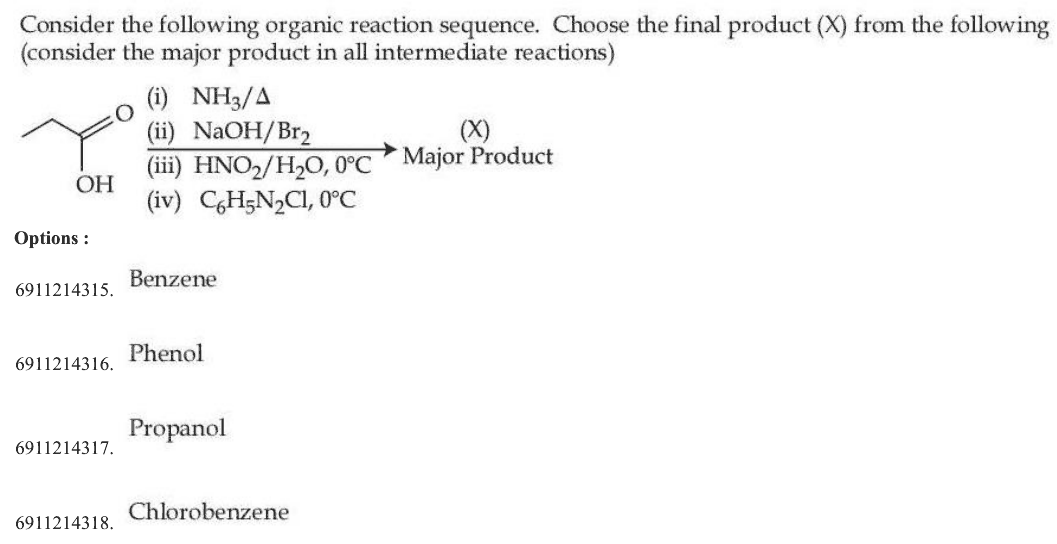 Consider the following organic reaction sequence. Choose the final product (X) from the following
(consider the major product in all intermediate reactions)
O
OH
(i) NH₃/Δ
(ii) NaOH/Br₂
(iii) HNO₂/H₂O, 0°C
(iv) C₆H₅N₂Cl, 0°C
(X)
Major Product
Options :
6911214315. Benzene
6911214316. Phenol
6911214317. Propanol
6911214318. Chlorobenzene